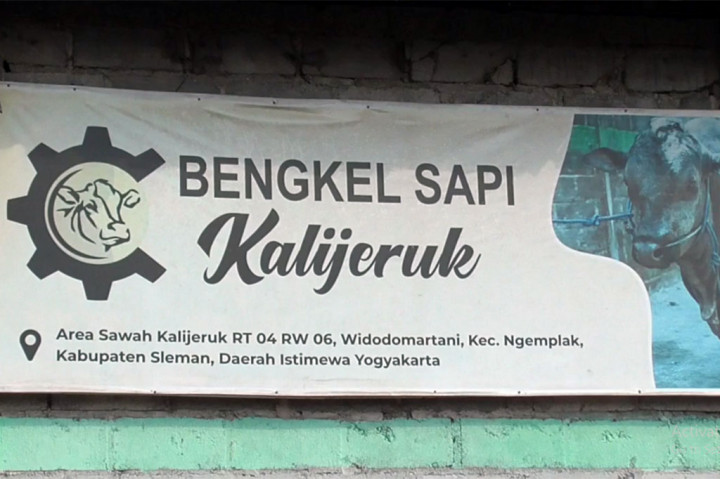 BENGKEL SAPI
Kalijeruk
Area Sawah Kalijeruk RT 04 RW 06, Widodomartani, Kec. Ngemplak,
Kabupaten Sleman, Daerah Istimewa Yogyakarta